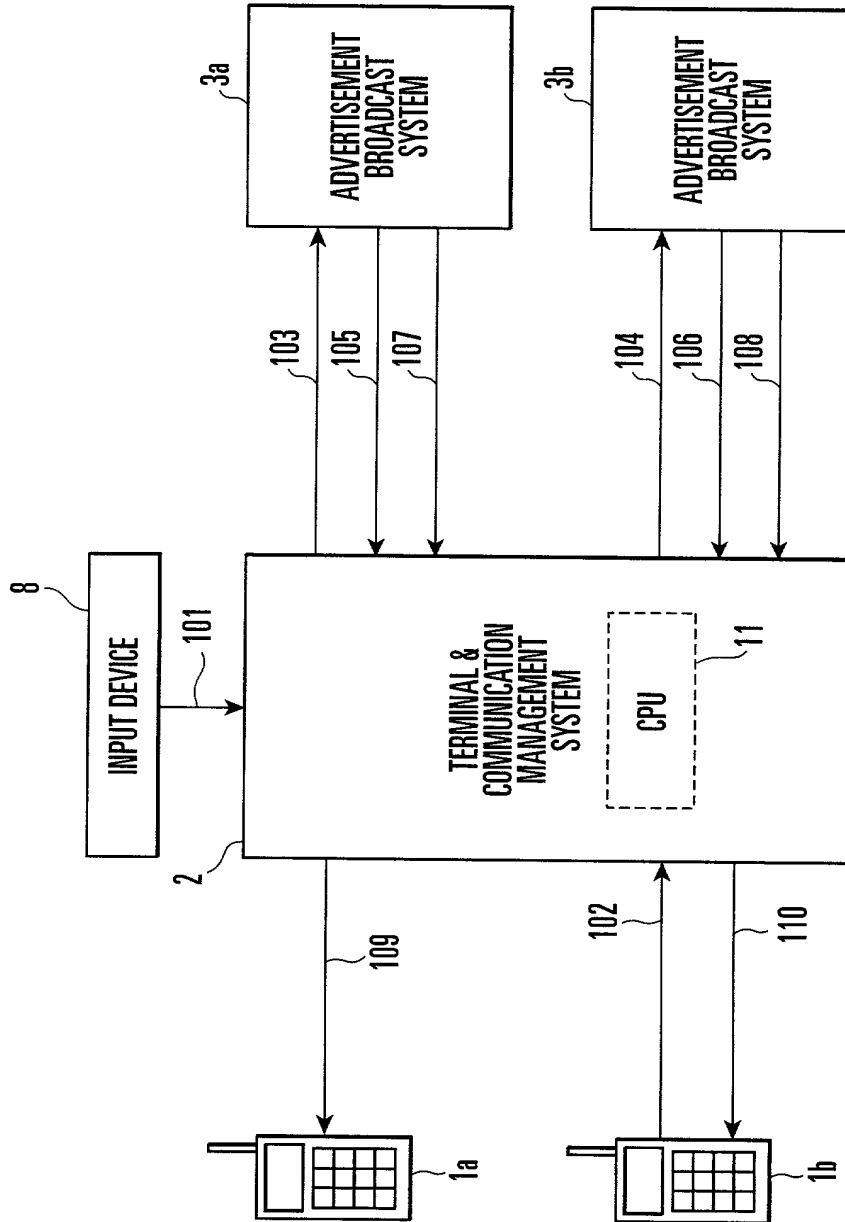 8
INPUT DEVICE
101
2
TERMINAL &
COMMUNICATION
MANAGEMENT
SYSTEM
CPU
11
3a
ADVERTISEMENT
BROADCAST
SYSTEM
3b
ADVERTISEMENT
BROADCAST
SYSTEM
103
105
107
104
106
108
109
102
110
1a
1b